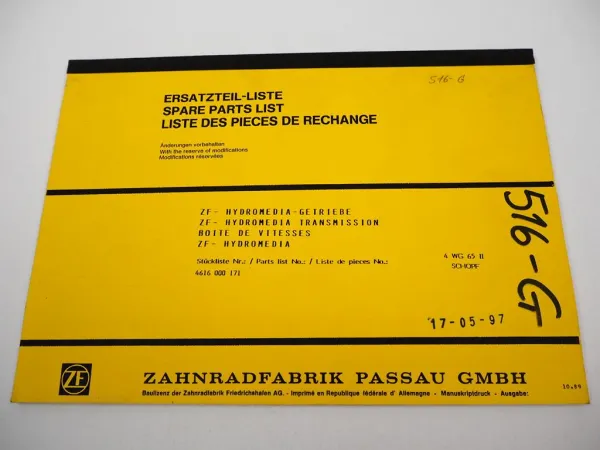 516-G
ERSATZTEIL-LISTE
SPARE PARTS LIST
LISTE DES PIECES DE RECHANGE
Änderungen vorbehalten
With the reserve of modifications
Modifications réservées
ZF- HYDROMEDIA-GETRIEBE
ZF- HYDROMEDIA TRANSMISSION
BOITE DE VITESSES
ZF- HYDROMEDIA
Stückliste Nr.: / Parts list No.: / Liste de pieces No.:
4616 000 171
4 WG 65 II
SCHOPF
516-G
17-05-97
ZF
ZAHNRADFABRIK PASSAU GMBH
Baulizenz der Zahnradfabrik Friedrichshafen AG. - Imprimé en Republique fédérale d' Allemagne - Manuskriptdruck - Ausgabe:
10.89